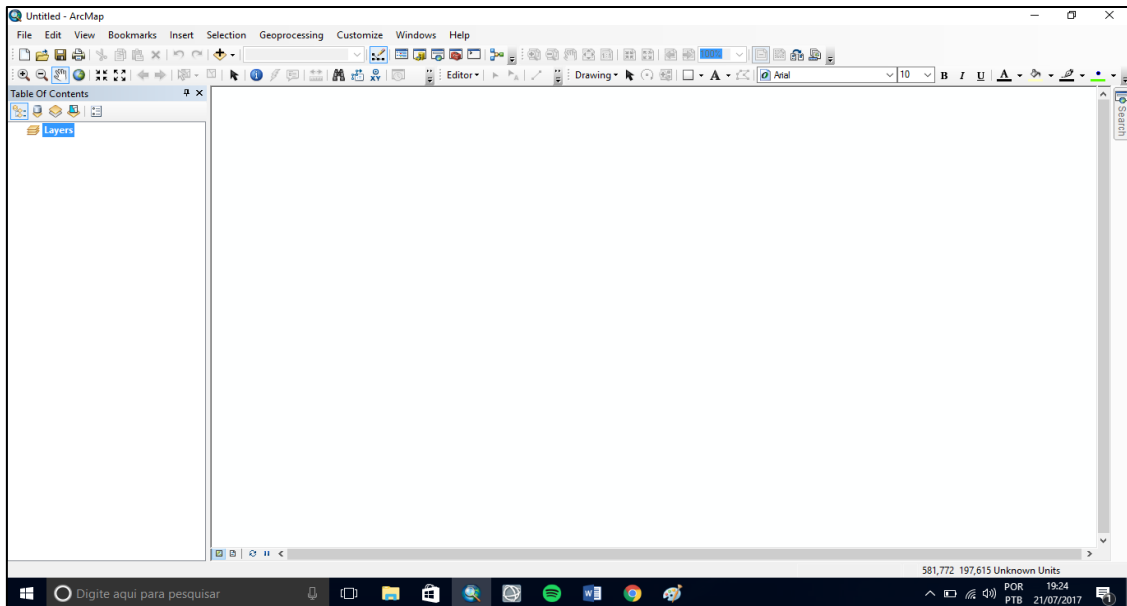 Untitled - ArcMap
File Edit View Bookmarks Insert Selection Geoprocessing Customize Windows Help
100%
Editor Drawing A Arial 10 B I U A
Table Of Contents
Layers
Search
581,772 197,615 Unknown Units
Digite aqui para pesquisar
POR 19:24
PTB 21/07/2017
1